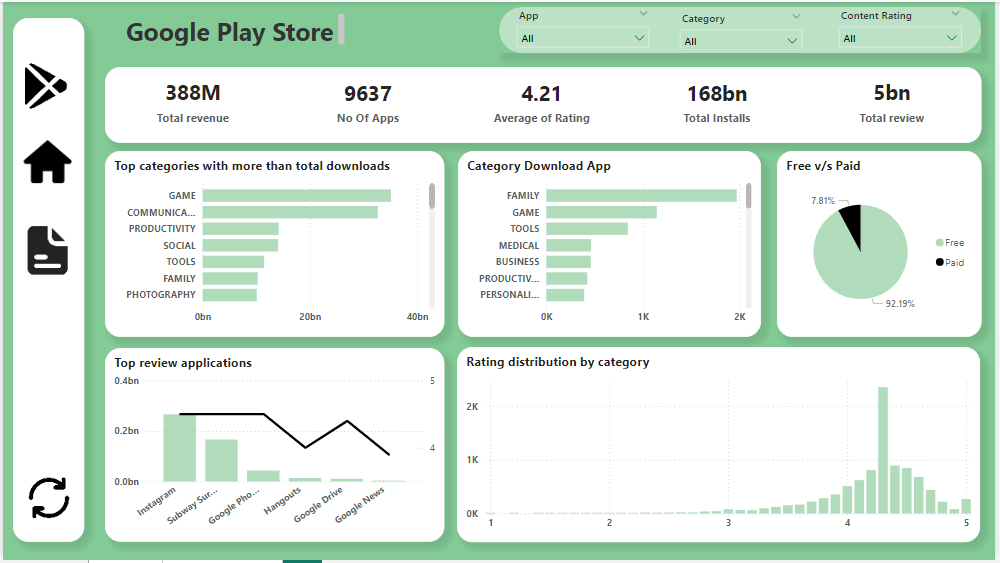 Google Play Store
App
Category
Content Rating
All
All
All
388M
Total revenue
9637
No Of Apps
4.21
Average of Rating
168bn
Total Installs
5bn
Total review
Top categories with more than total downloads
GAME
COMMUNICA...
PRODUCTIVITY
SOCIAL
TOOLS
FAMILY
PHOTOGRAPHY
0bn
20bn
40bn
Category Download App
FAMILY
GAME
TOOLS
MEDICAL
BUSINESS
PRODUCTIV...
PERSONALI...
0K
1K
2K
Free v/s Paid
7.81%
92.19%
Free
Paid
Top review applications
0.4bn
0.2bn
0.0bn
5
4
Instagram
Subway Sur...
Google Pho...
Hangouts
Google Drive
Google News
Rating distribution by category
2K
1K
0K
1
2
3
4
5